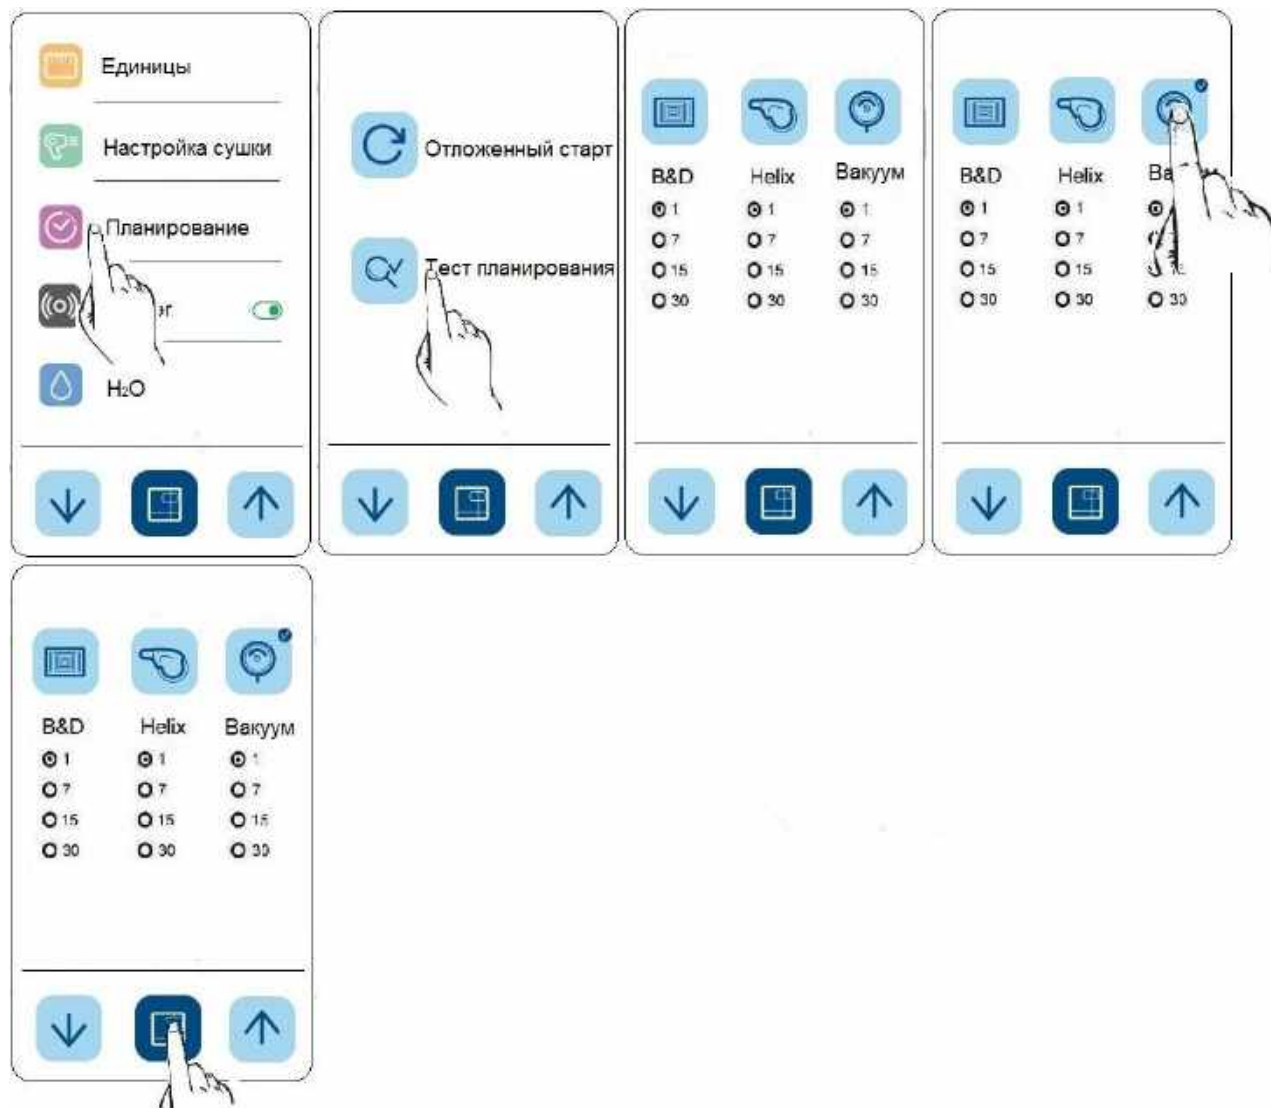 Единицы
Настройка сушки
Планирование
H₂O
Отложенный старт
Тест планирования
B&D Helix Вакуум
1 1 1
7 7 7
15 15 15
30 30 30
B&D Helix
1 1
7 7
15 15
30 30 30
B&D Helix Вакуум
1 1 1
7 7 7
15 15 15
30 30 30